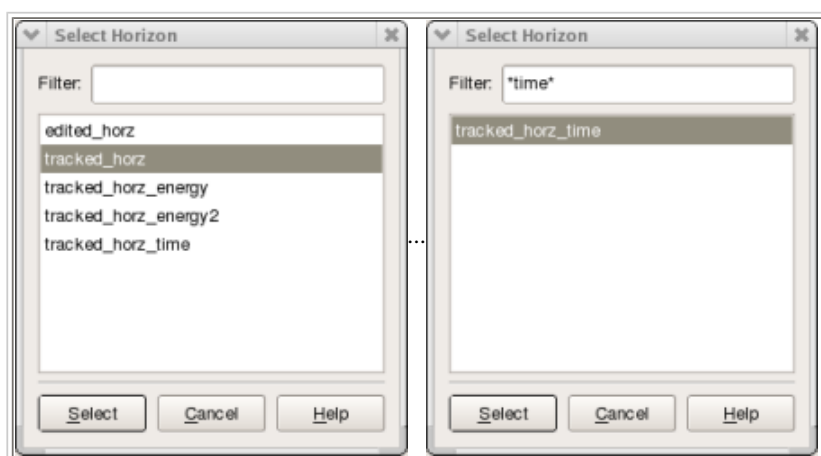 Select Horizon
Filter:
edited_horz
tracked_horz
tracked_horz_energy
tracked_horz_energy2
tracked_horz_time
Select Cancel Help
...
Select Horizon
Filter: *time*
tracked_horz_time
Select Cancel Help